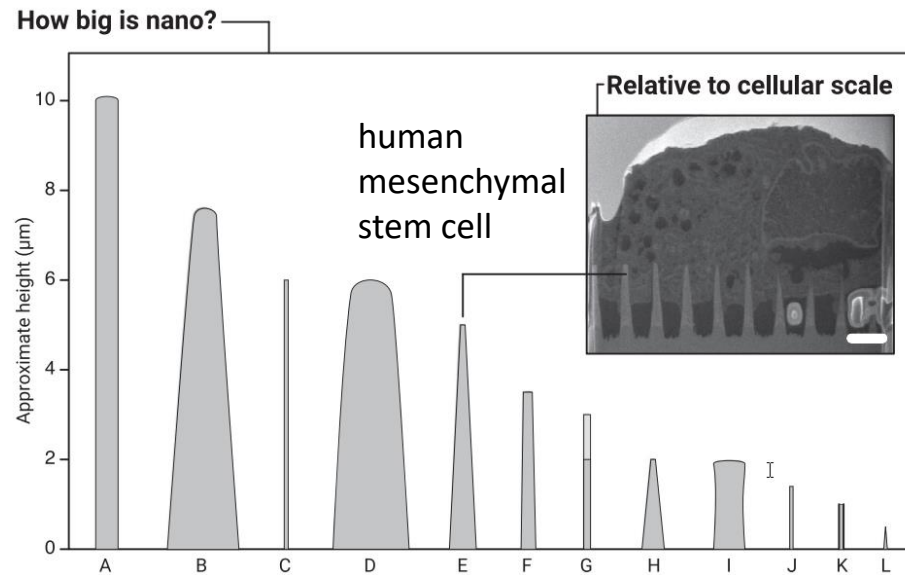 How big is nano?
Relative to cellular scale
human
mesenchymal
stem cell
Approximate height (μm)
10
8
6
4
2
0
A B C D E F G H I J K L